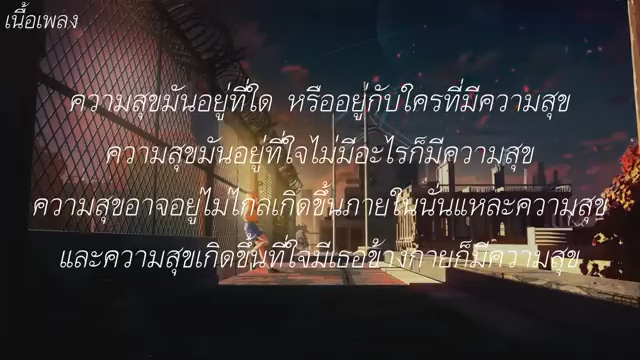 เนื้อเพลง
ความสุขมันอยู่ที่ใด หรืออยู่กับใครที่มีความสุข
ความสุขมันอยู่ที่ใจไม่มีอะไรก็มีความสุข
ความสุขอาจอยู่ไม่ไกลเกิดขึ้นภายในนั้นแหละความสุข
และความสุขเกิดขึ้นที่ใจมีเธอข้างกายก็มีความสุข